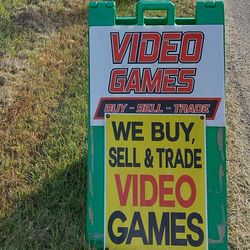 VIDEO
GAMES
BUY - SELL - TRADE
WE BUY,
SELL & TRADE
VIDEO
GAMES